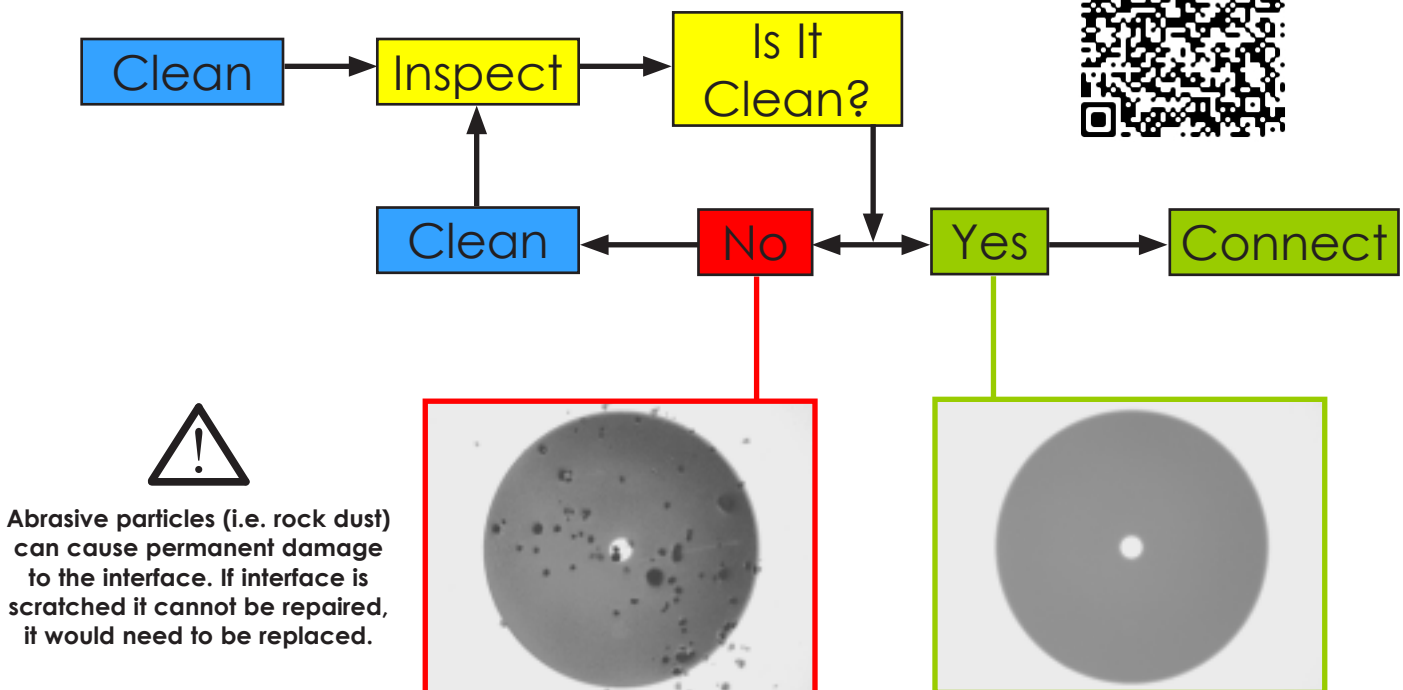 Clean
Inspect
Is It
Clean?
Clean
No
Yes
Connect
Abrasive particles (i.e. rock dust)
can cause permanent damage
to the interface. If interface is
scratched it cannot be repaired,
it would need to be replaced.